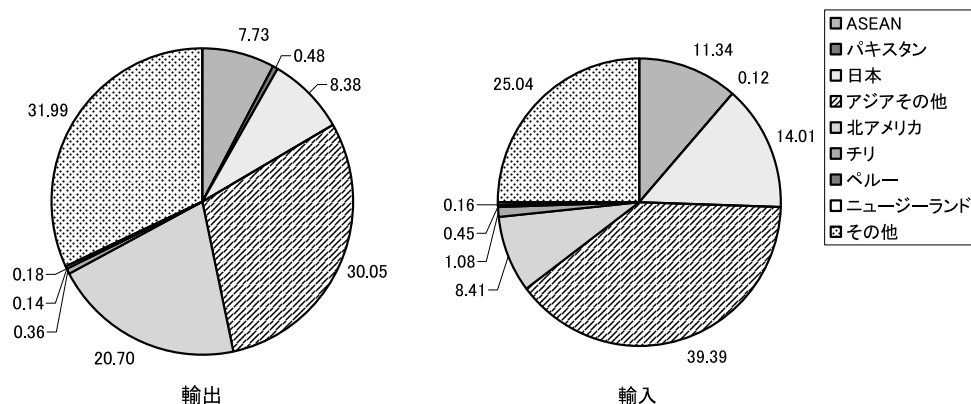 7.73
0.48
8.38
30.05
20.70
0.36
0.14
0.18
31.99
輸出
11.34
0.12
14.01
39.39
8.41
1.08
0.45
0.16
25.04
輸入
ASEAN
パキスタン
日本
アジアその他
北アメリカ
チリ
ペルー
ニュージーランド
その他